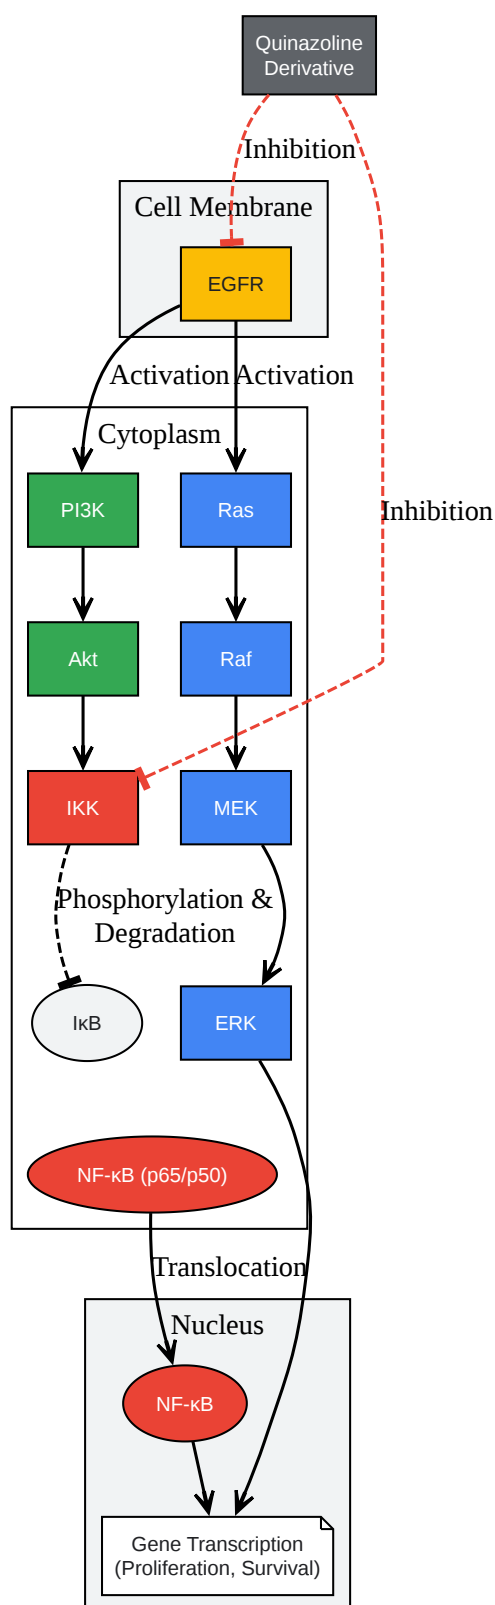 Quinazoline
Derivative
Inhibition
Cell Membrane
EGFR
Activation
Activation
Cytoplasm
PI3K
Ras
Inhibition
Akt
Raf
IKK
MEK
Phosphorylation &
Degradation
IκB
ERK
NF-κB (p65/p50)
Translocation
Nucleus
NF-κB
Gene Transcription
(Proliferation, Survival)